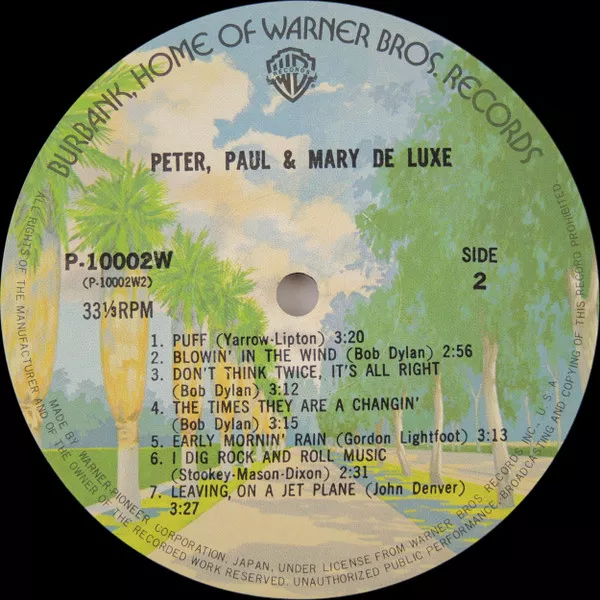 BURBANK, HOME OF WARNER BROS. RECORDS
RECORDS
PETER, PAUL & MARY DE LUXE
P-10002W
(P-10002W2)
33⅓RPM
SIDE
2
1. PUFF (Yarrow-Lipton) 3:20
2. BLOWIN' IN THE WIND (Bob Dylan) 2:56
3. DON'T THINK TWICE, IT'S ALL RIGHT
(Bob Dylan) 3:12
4. THE TIMES THEY ARE A CHANGIN'
(Bob Dylan) 3:15
5. EARLY MORNIN' RAIN (Gordon Lightfoot) 3:13
6. I DIG ROCK AND ROLL MUSIC
(Stookey-Mason-Dixon) 2:31
7. LEAVING, ON A JET PLANE (John Denver)
3:27
MADE BY WARNER-PIONEER CORPORATION, JAPAN, UNDER LICENSE FROM WARNER BROS. RECORDS INC., U.S.A.
ALL RIGHTS OF THE MANUFACTURER AND OF THE OWNER OF THE RECORDED WORK RESERVED. UNAUTHORIZED PUBLIC PERFORMANCE, BROADCASTING AND COPYING OF THIS RECORD PROHIBITED.